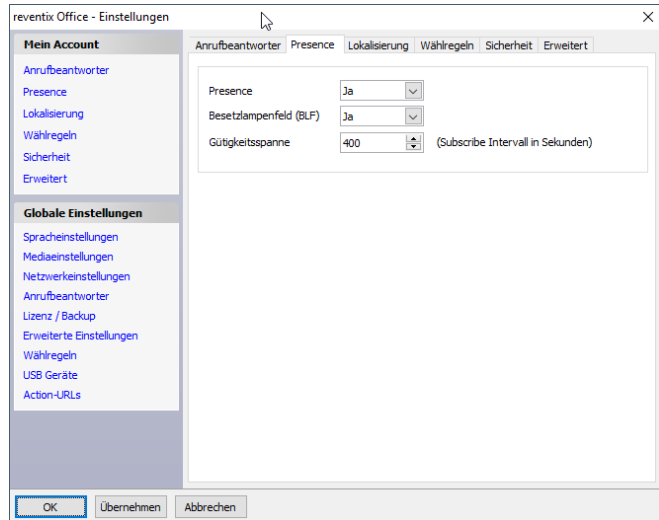 reventix Office - Einstellungen
Mein Account
Anrufbeantworter
Presence
Lokalisierung
Wählregeln
Sicherheit
Erweitert
Globale Einstellungen
Spracheinstellungen
Mediaeinstellungen
Netzwerkeinstellungen
Anrufbeantworter
Lizenz / Backup
Erweiterte Einstellungen
Wählregeln
USB Geräte
Action-URLs
Anrufbeantworter Presence Lokalisierung Wählregeln Sicherheit Erweitert
Presence Ja
Besetzlampenfeld (BLF) Ja
Gütigkeitsspanne 400 (Subscribe Intervall in Sekunden)
OK Übernehmen Abbrechen